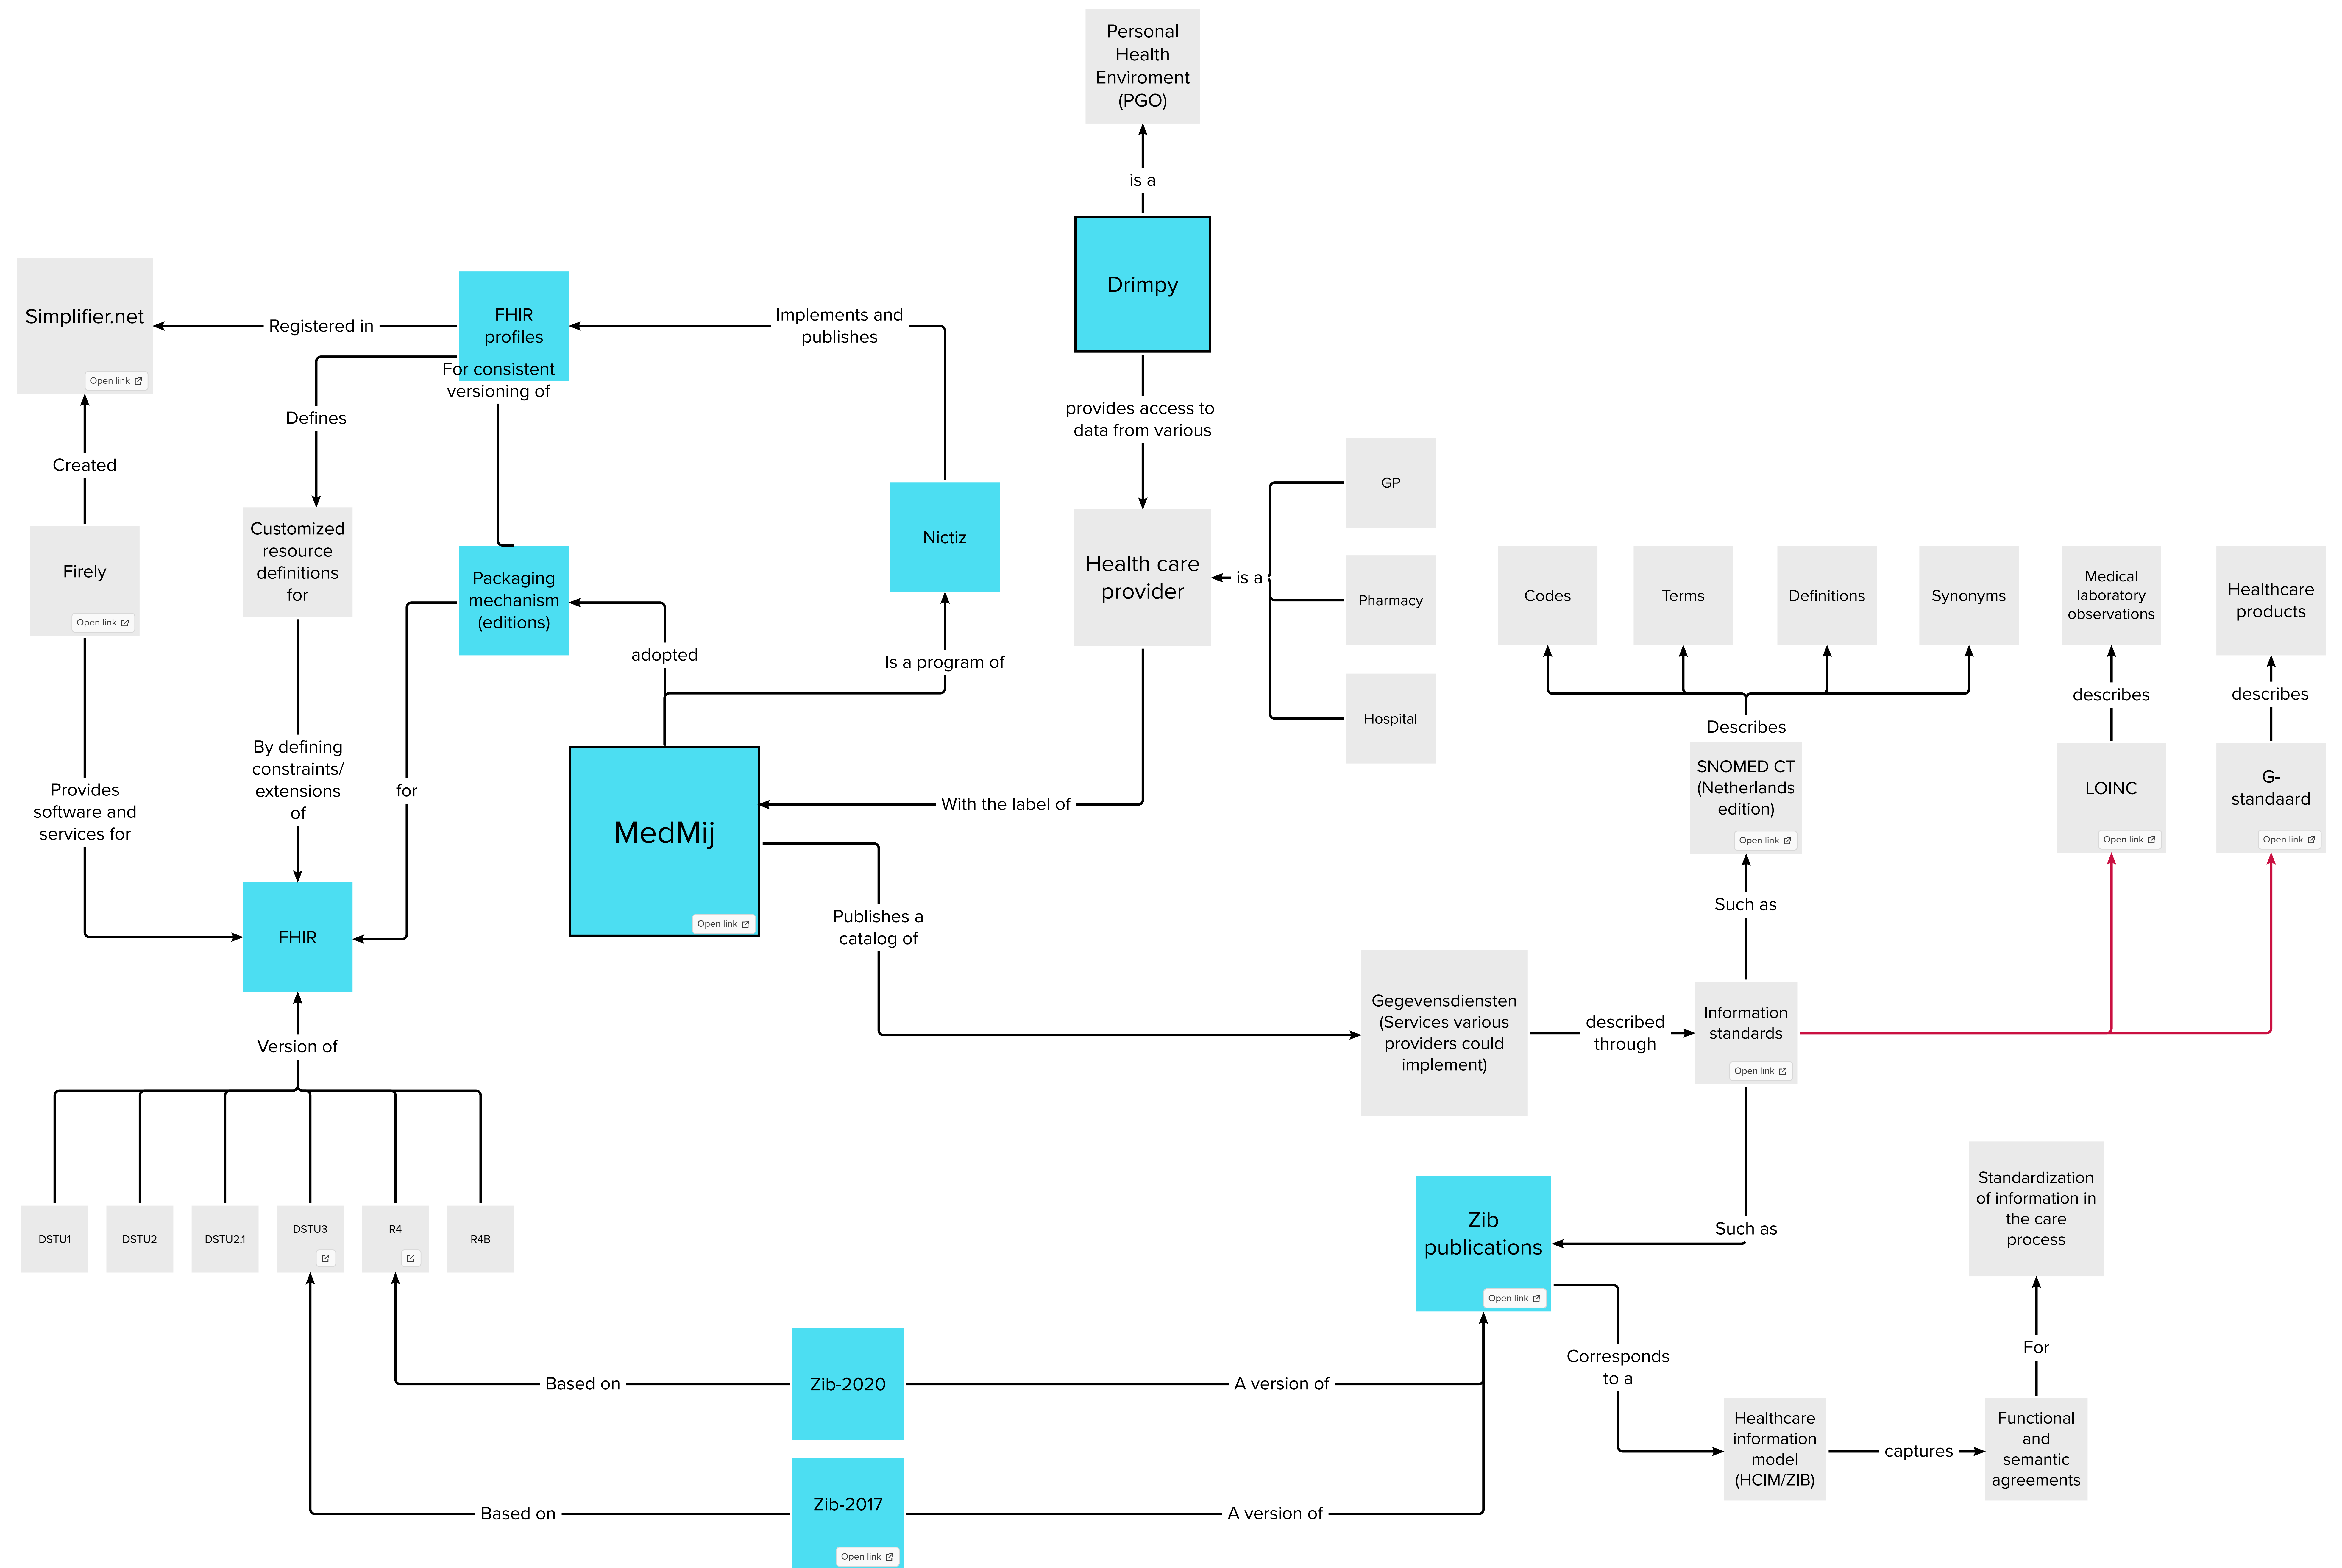 Personal
Health
Enviroment
(PGO)
is a
Drimpy
provides access to
data from various
Simplifier.net
Open link
Registered in
FHIR
profiles
Implements and
publishes
For consistent
versioning of
Defines
Created
Firely
Open link
Customized
resource
definitions
for
Packaging
mechanism
(editions)
Nictiz
adopted
Is a program of
Health care
provider
is a
GP
Pharmacy
Hospital
Codes
Terms
Definitions
Synonyms
Medical
laboratory
observations
Healthcare
products
Describes
describes
describes
SNOMED CT
(Netherlands
edition)
Open link
LOINC
Open link
G-
standaard
Open link
Provides
software and
services for
By defining
constraints/
extensions
of
for
MedMij
Open link
With the label of
Publishes a
catalog of
Such as
FHIR
Version of
Gegevensdiensten
(Services various
providers could
implement)
described
through
Information
standards
Open link
DSTU1
DSTU2
DSTU2.1
DSTU3
R4
R4B
Zib
publications
Open link
Such as
Standardization
of information in
the care
process
For
Corresponds
to a
Based on
Zib-2020
A version of
Healthcare
information
model
(HCIM/ZIB)
captures
Functional
and
semantic
agreements
Based on
Zib-2017
Open link
A version of